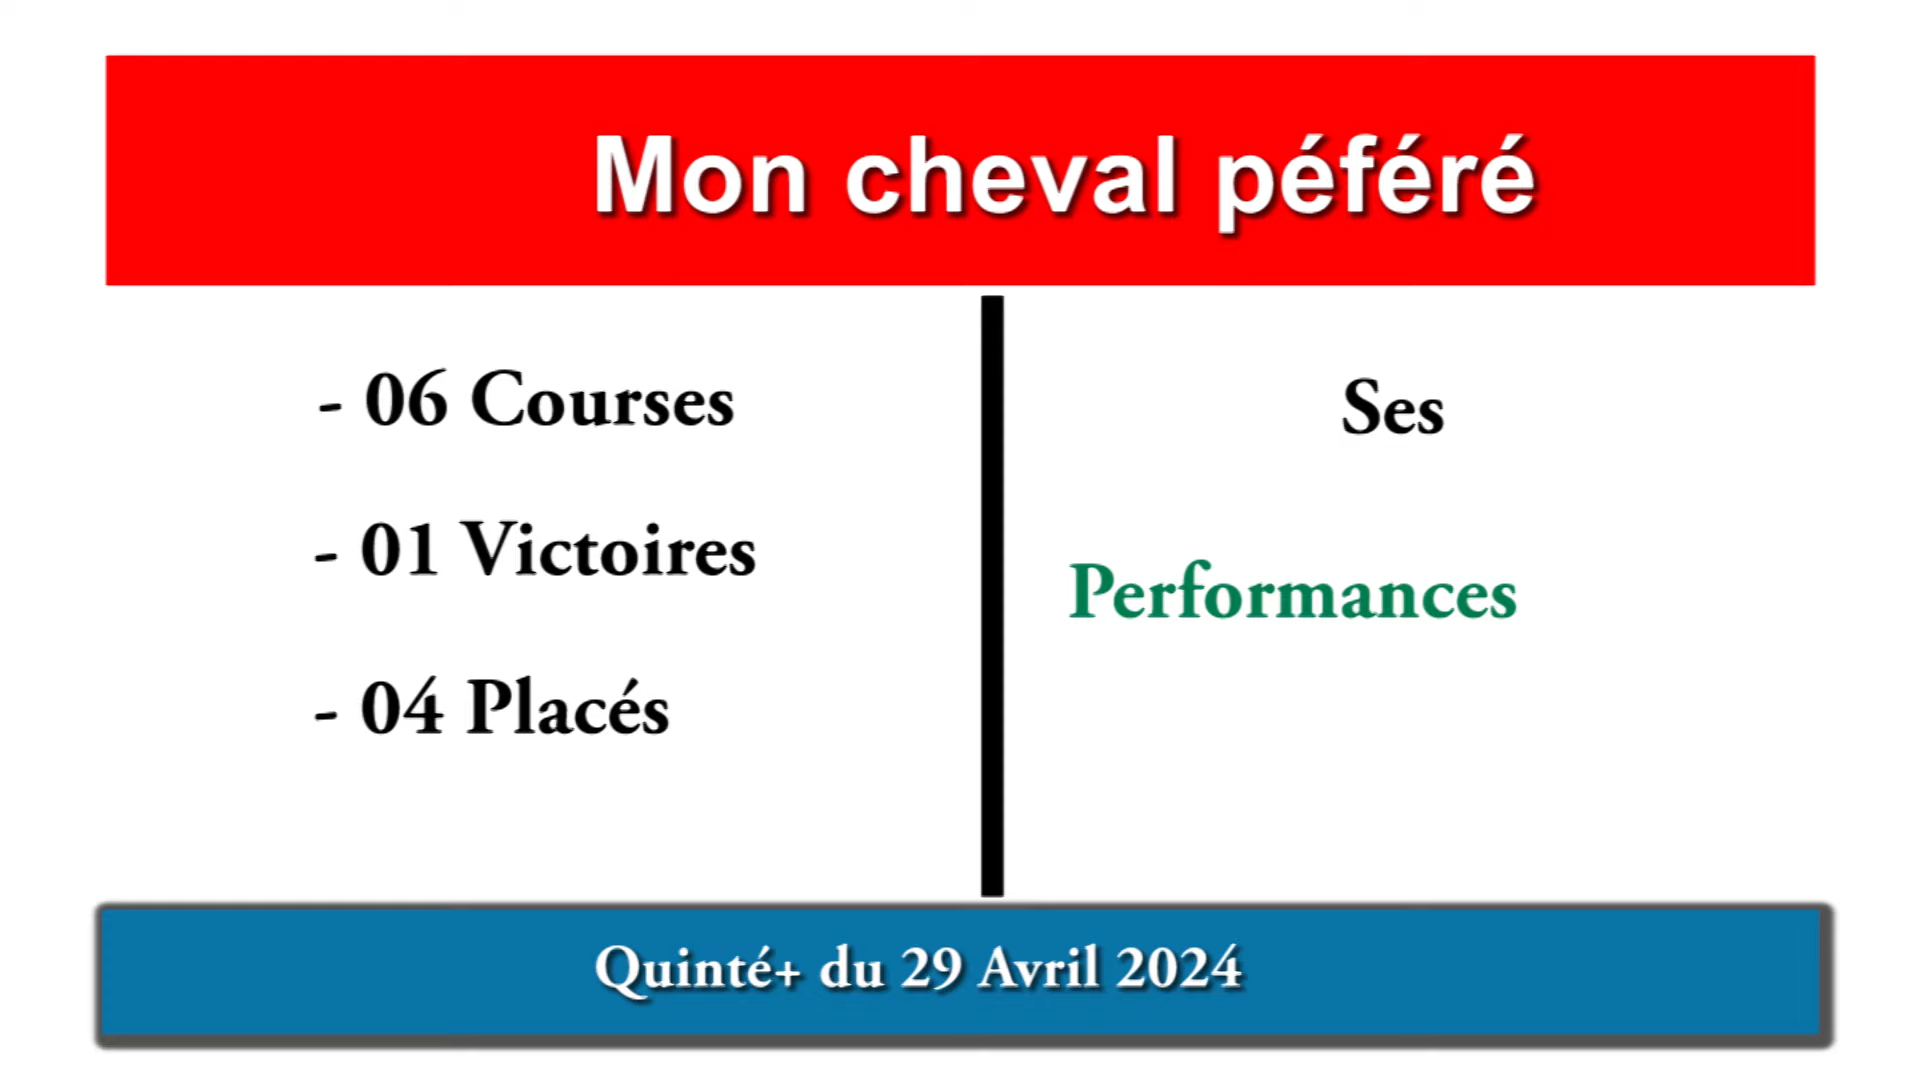 Mon cheval péféré
- 06 Courses
- 01 Victoires
- 04 Placés
Ses
Performances
Quinté+ du 29 Avril 2024